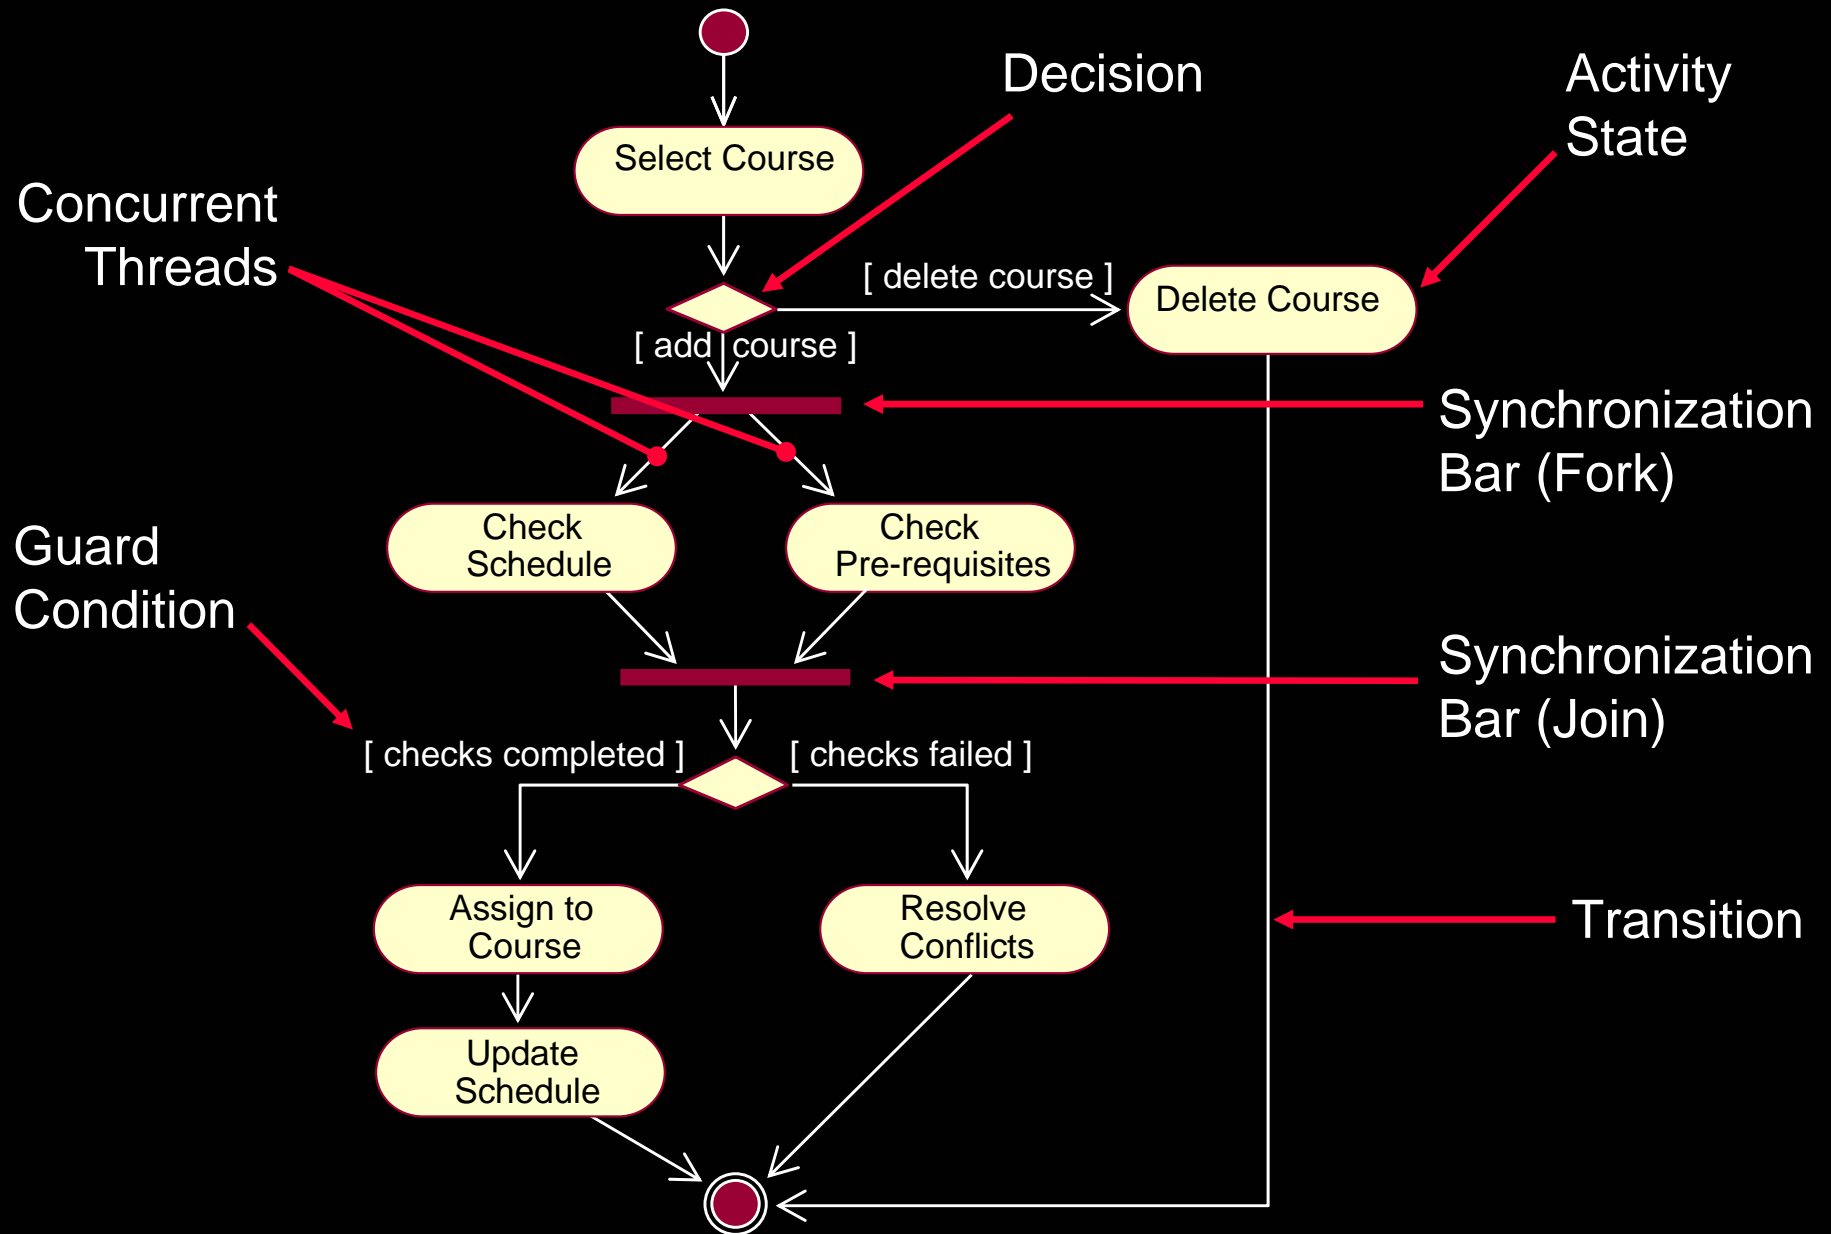 Decision
Activity
State
Select Course
Concurrent
Threads
[ delete course ]
Delete Course
[ add course ]
Synchronization
Bar (Fork)
Check
Schedule
Check
Pre-requisites
Guard
Condition
Synchronization
Bar (Join)
[ checks completed ]
[ checks failed ]
Assign to
Course
Resolve
Conflicts
Transition
Update
Schedule